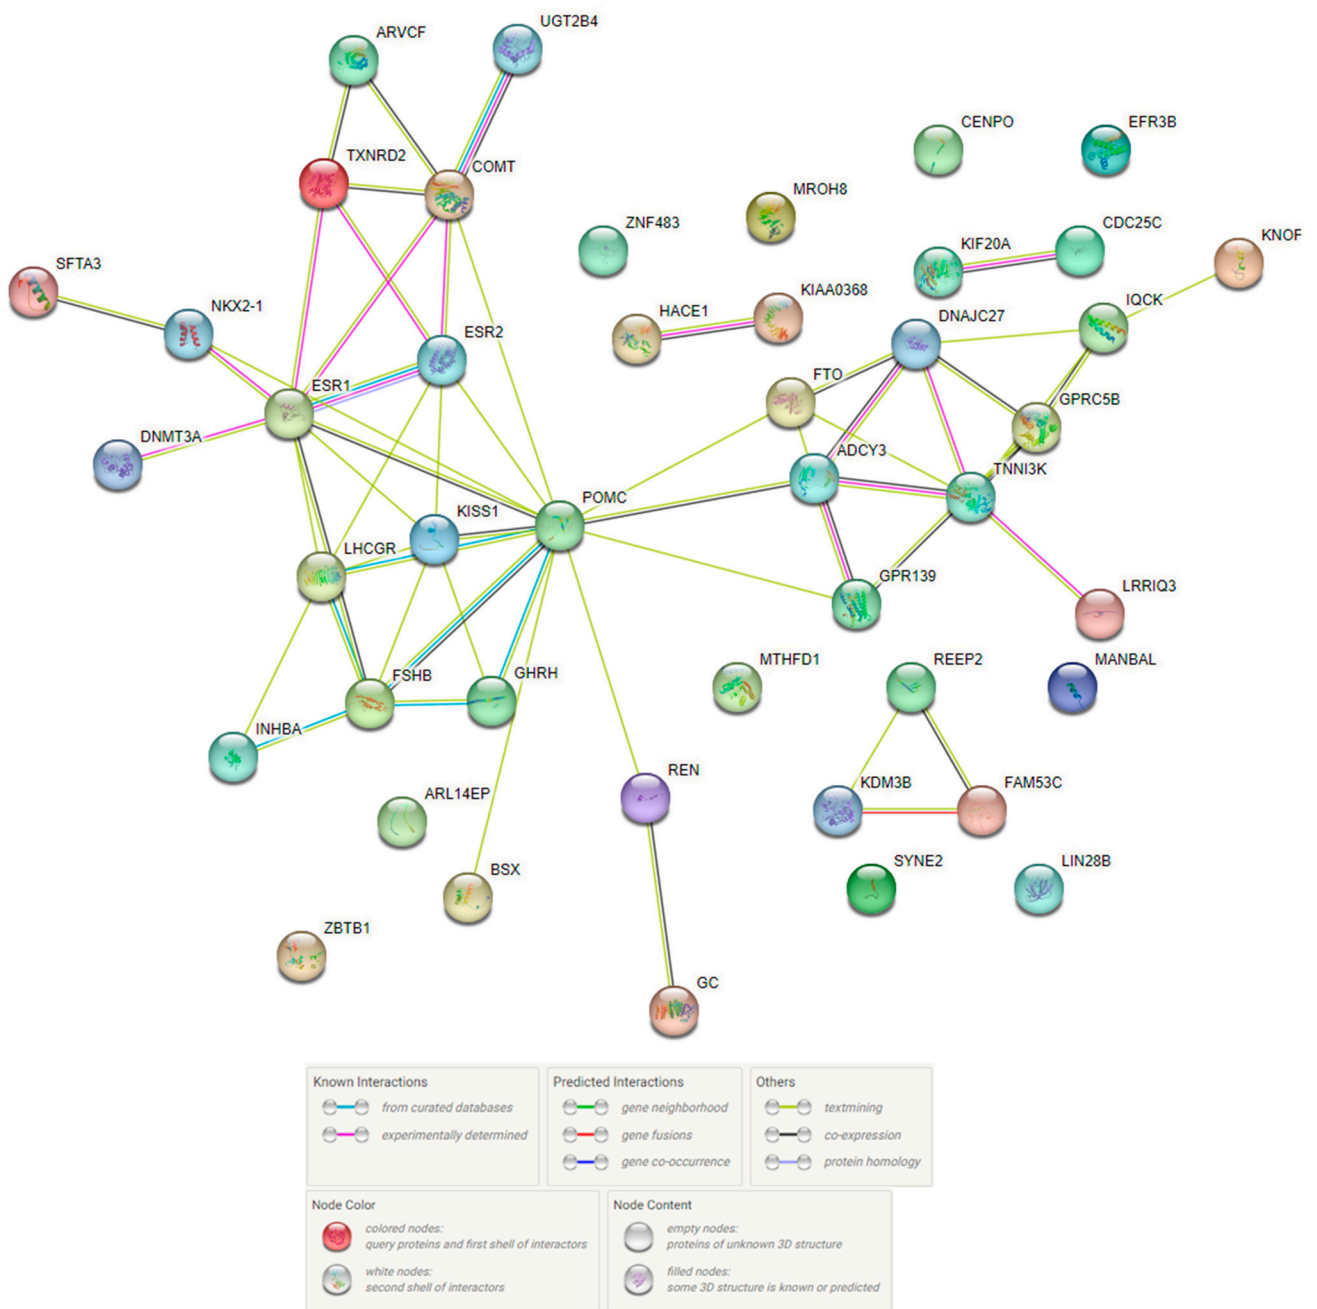 ARVCF
UGT2B4
CENPO
EFR3B
TXNRD2
COMT
MROH8
ZNF483
CDC25C
KIF20A
KNOF
SFTA3
NKX2-1
HACE1
KIAA0368
DNAJC27
IQCK
ESR2
ESR1
FTO
GPRC5B
DNMT3A
ADCY3
TNNI3K
POMC
KISS1
LHCGR
GPR139
LRRIQ3
FSHB
GHRH
MTHFD1
REEP2
MANBAL
INHBA
REN
KDM3B
FAM53C
ARL14EP
BSX
SYNE2
LIN28B
ZBTB1
GC
Known Interactions
from curated databases
experimentally determined
Predicted Interactions
gene neighborhood
gene fusions
gene co-occurrence
Others
textmining
co-expression
protein homology
Node Color
colored nodes:
query proteins and first shell of interactors
white nodes:
second shell of interactors
Node Content
empty nodes:
proteins of unknown 3D structure
filled nodes:
some 3D structure is known or predicted